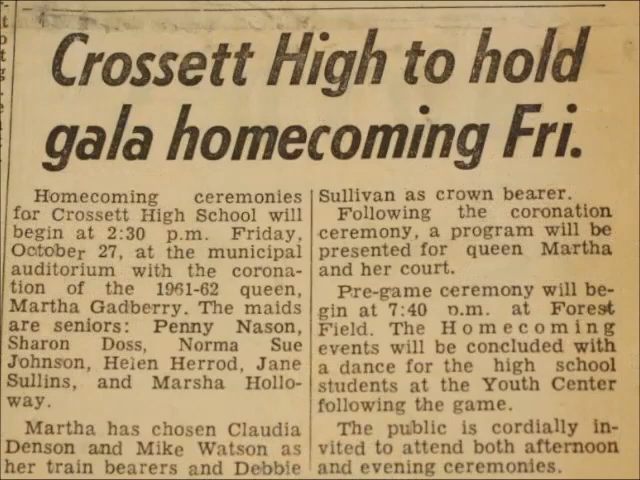 Crossett High to hold
gala homecoming Fri.
Homecoming ceremonies
for Crossett High School will
begin at 2:30 p.m. Friday,
October 27, at the municipal
auditorium with the corona-
tion of the 1961-62 queen,
Martha Gadberry. The maids
are seniors: Penny Nason,
Sharon Doss, Norma Sue
Johnson, Helen Herrod, Jane
Sullins, and Marsha Hollo-
way.
Martha has chosen Claudia
Denson and Mike Watson as
her train bearers and Debbie
Sullivan as crown bearer.
Following the coronation
ceremony, a program will be
presented for queen Martha
and her court.
Pre-game ceremony will be-
gin at 7:40 p.m. at Forest
Field. The Homecoming
events will be concluded with
a dance for the high school
students at the Youth Center
following the game.
The public is cordially in-
vited to attend both afternoon
and evening ceremonies.